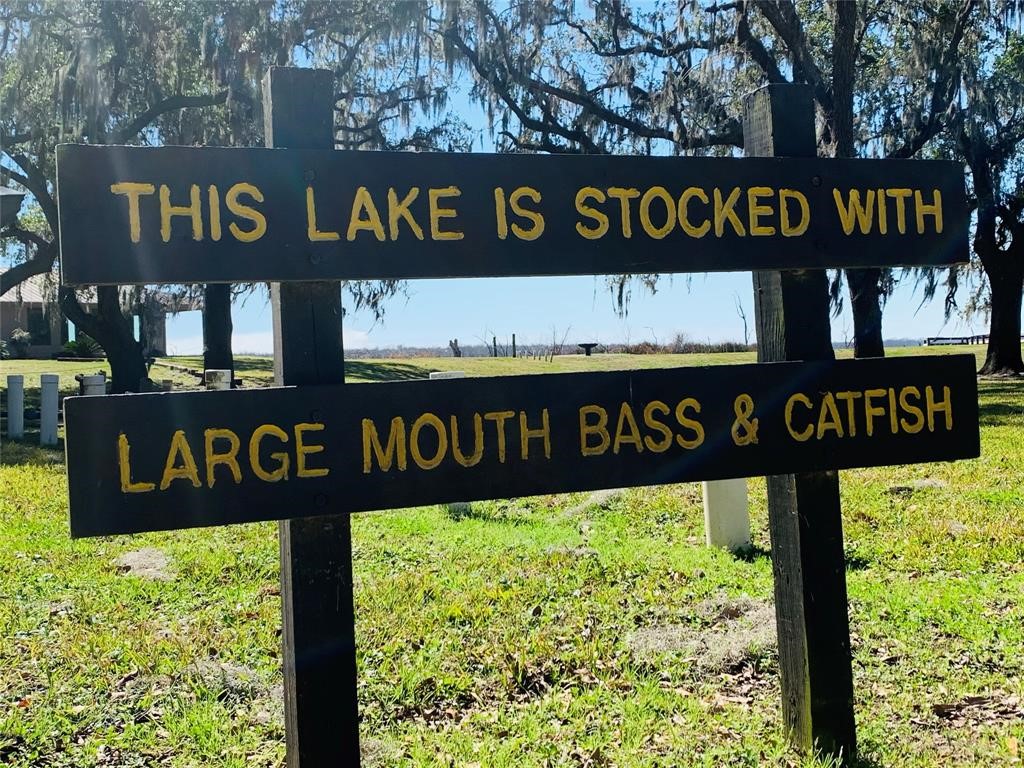 THIS LAKE IS STOCKED WITH
LARGE MOUTH BASS & CATFISH